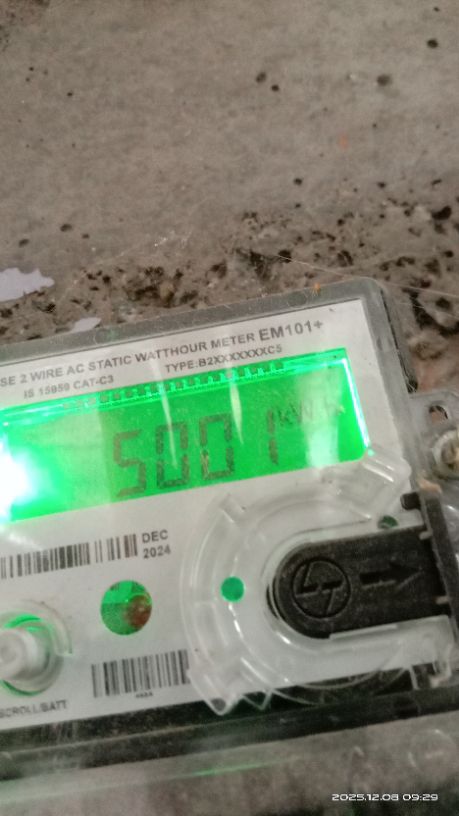 SE 2 WIRE AC STATIC WATTHOUR METER EM101+
IS 15959 CAT-C3 TYPE:B2XXXXXXXC5
5001 kWh
DEC
2024
SCROLL/BATT
2025.12.08 09:29